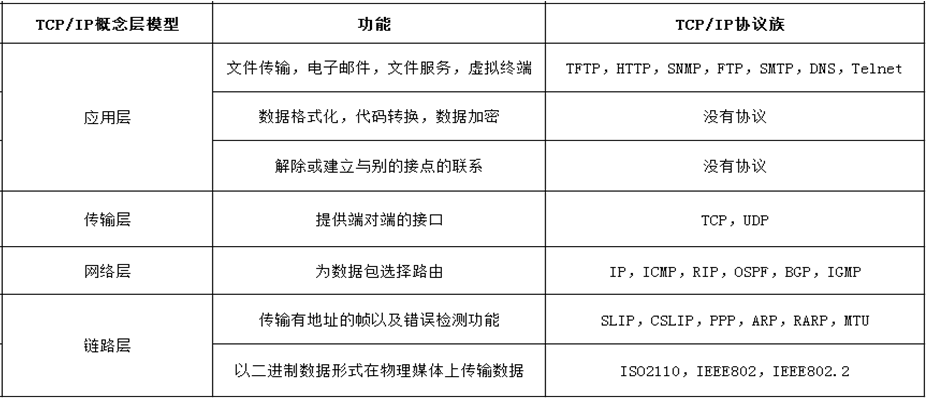 TCP/IP概念层模型 功能 TCP/IP协议族
应用层 文件传输，电子邮件，文件服务，虚拟终端 TFTP，HTTP，SNMP，FTP，SMTP，DNS，Telnet
数据格式化，代码转换，数据加密 没有协议
解除或建立与别的接点的联系 没有协议
传输层 提供端对端的接口 TCP，UDP
网络层 为数据包选择路由 IP，ICMP，RIP，OSPF，BGP，IGMP
链路层 传输有地址的帧以及错误检测功能 SLIP，CSLIP，PPP，ARP，RARP，MTU
以二进制数据形式在物理媒体上传输数据 ISO2110，IEEE802，IEEE802.2